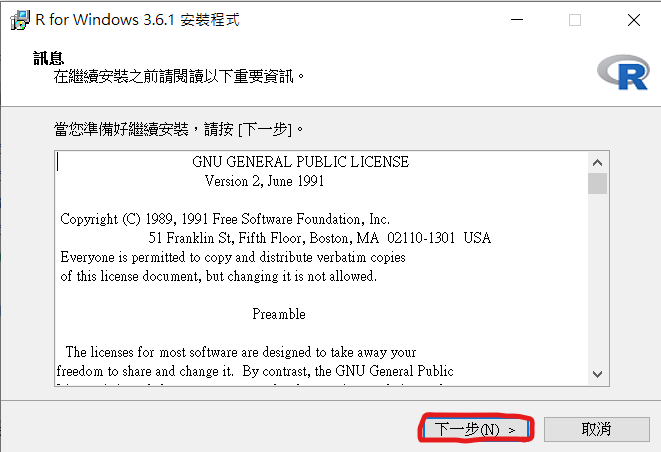 R for Windows 3.6.1 安裝程式
訊息
在繼續安裝之前請閱讀以下重要資訊。
R
當您準備好繼續安裝，請按 [下一步]。
GNU GENERAL PUBLIC LICENSE
Version 2, June 1991
Copyright (C) 1989, 1991 Free Software Foundation, Inc.
51 Franklin St, Fifth Floor, Boston, MA  02110-1301  USA
Everyone is permitted to copy and distribute verbatim copies
of this license document, but changing it is not allowed.
Preamble
The licenses for most software are designed to take away your
freedom to share and change it.  By contrast, the GNU General Public
下一步(N) >
取消